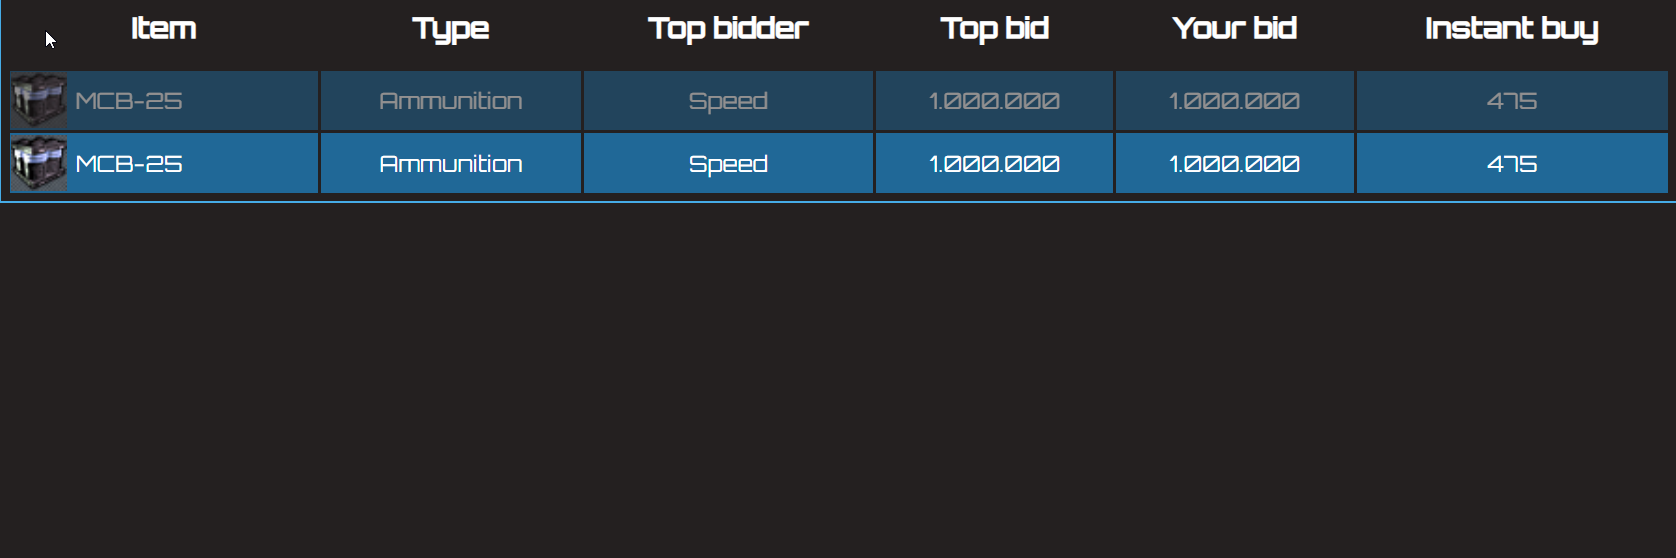 Item Type Top bidder Top bid Your bid Instant buy
MCB-25 Ammunition Speed 1.000.000 1.000.000 475
MCB-25 Ammunition Speed 1.000.000 1.000.000 475